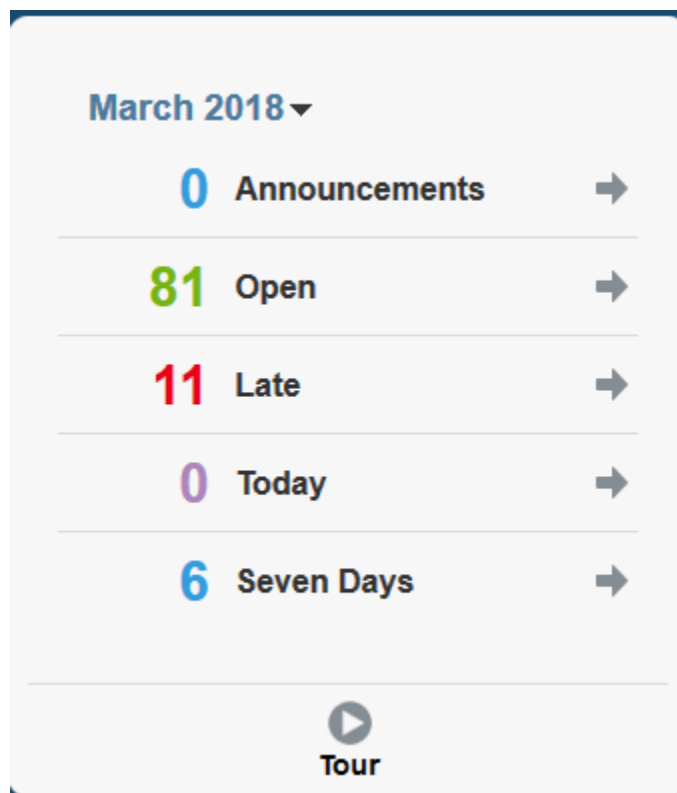 March 2018
0 Announcements
81 Open
11 Late
0 Today
6 Seven Days
Tour